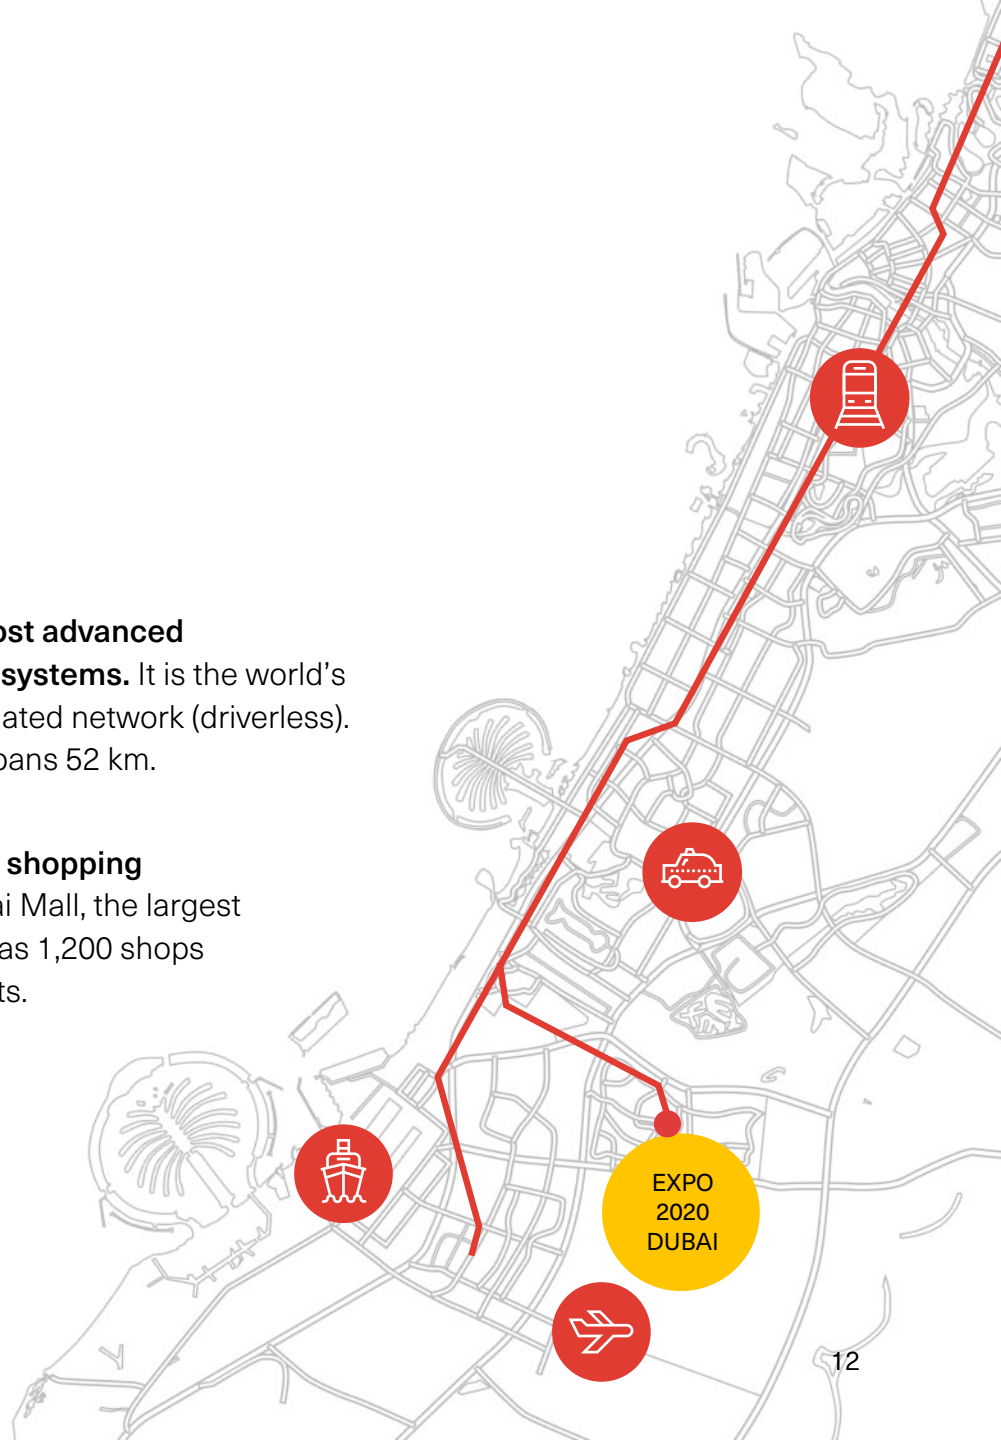 ost advanced
systems. It is the world's
ated network (driverless).
pans 52 km.
shopping
ai Mall, the largest
as 1,200 shops
ts.
EXPO
2020
DUBAI
12